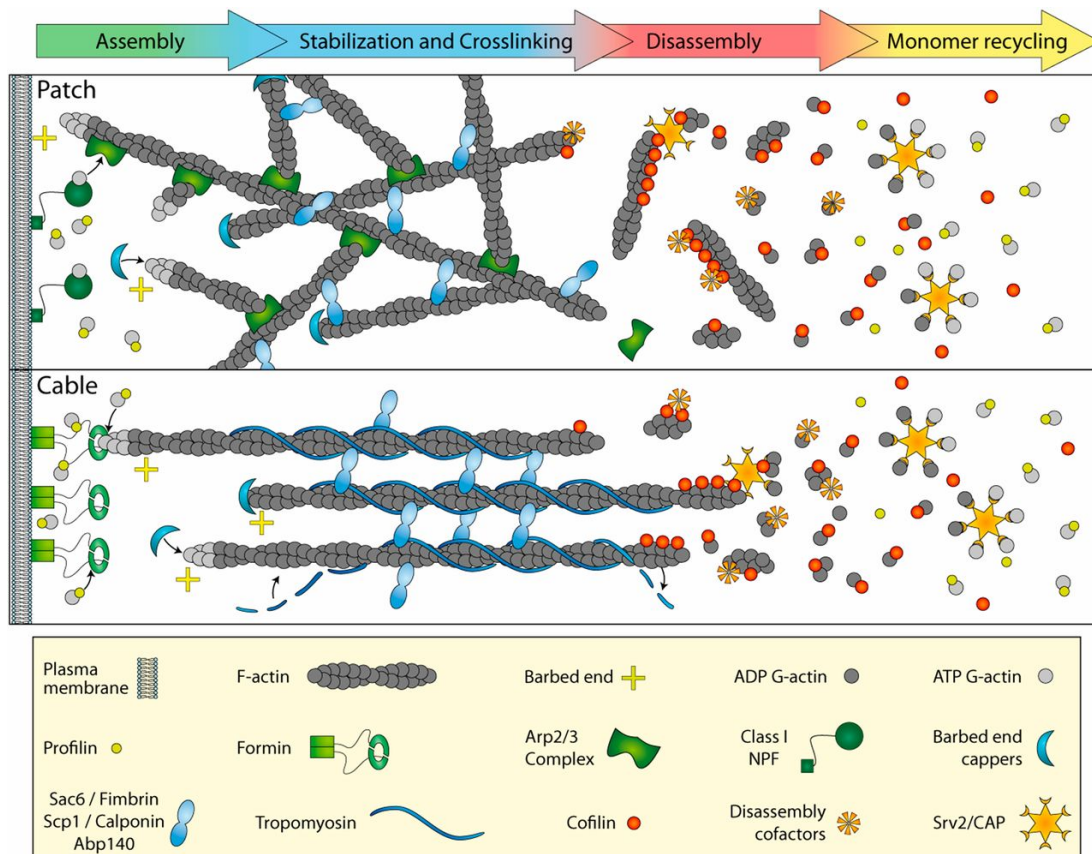 Assembly
Stabilization and Crosslinking
Disassembly
Monomer recycling
Patch
Cable
Plasma
membrane
F-actin
Barbed end
ADP G-actin
ATP G-actin
Profilin
Formin
Arp2/3
Complex
Class I
NPF
Barbed end
cappers
Sac6 / Fimbrin
Scp1 / Calponin
Abp140
Tropomyosin
Cofilin
Disassembly
cofactors
Srv2/CAP